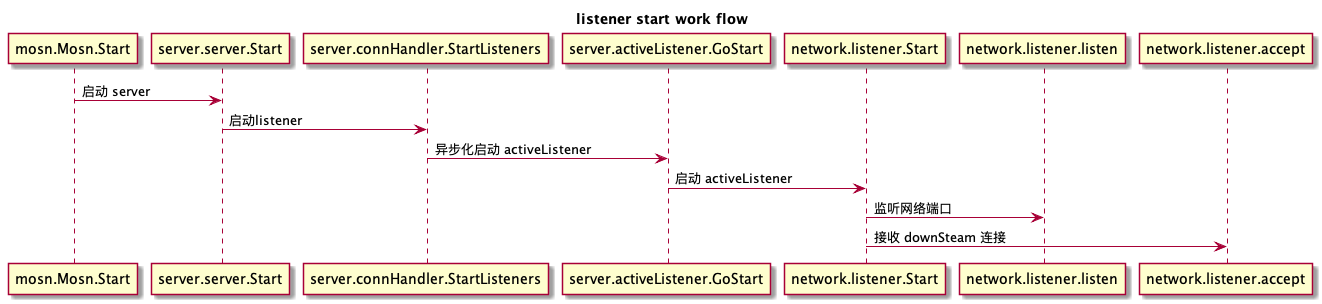 listener start work flow
mosn.Mosn.Start server.server.Start server.connHandler.StartListeners server.activeListener.GoStart network.listener.Start network.listener.listen network.listener.accept
启动 server
启动listener
异步化启动 activeListener
启动 activeListener
监听网络端口
接收 downSteam 连接
mosn.Mosn.Start server.server.Start server.connHandler.StartListeners server.activeListener.GoStart network.listener.Start network.listener.listen network.listener.accept